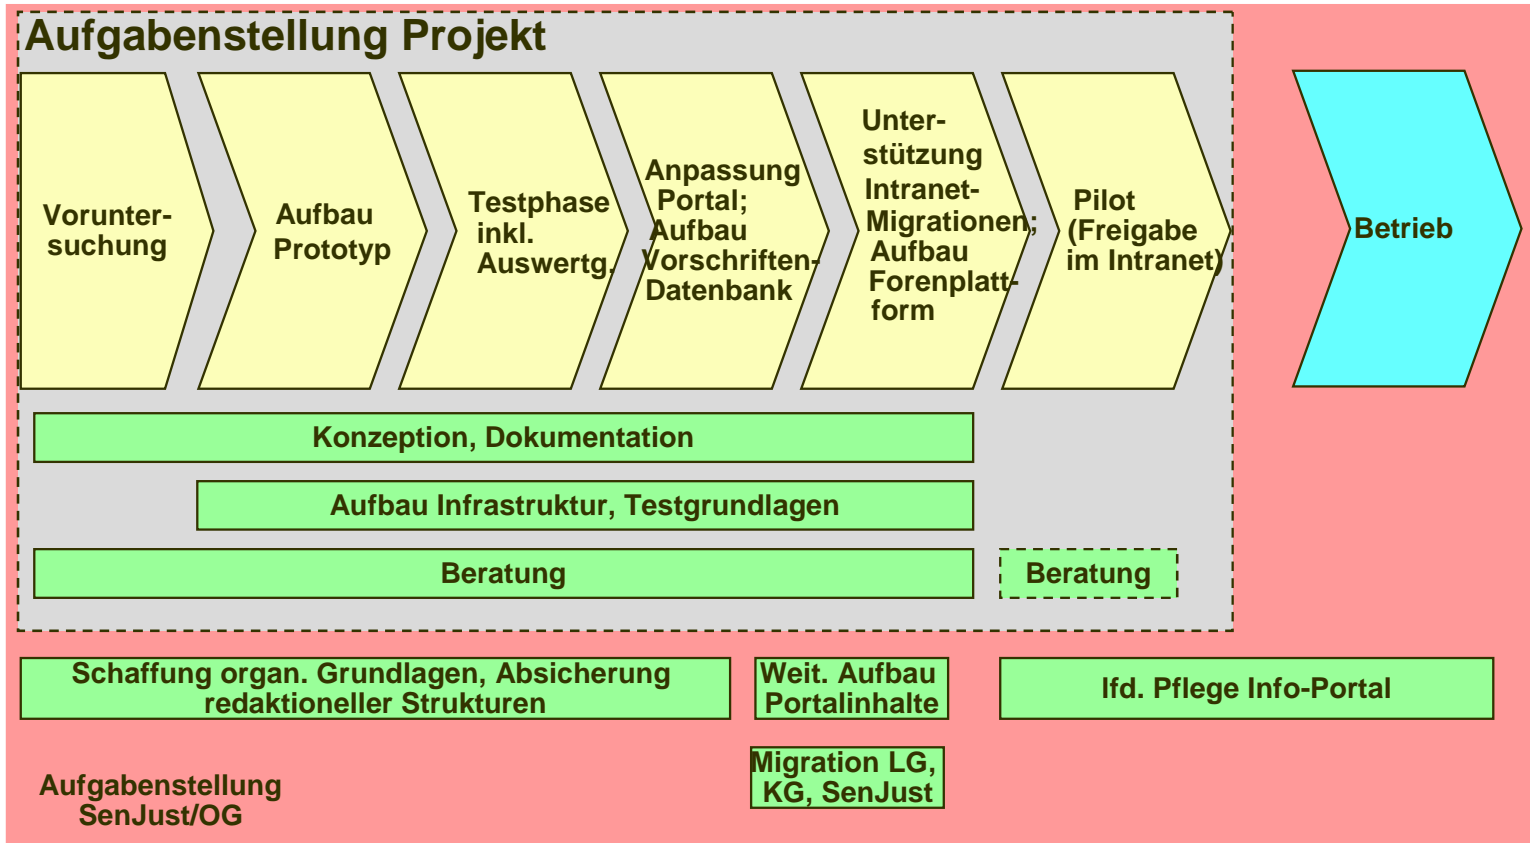 Aufgabenstellung Projekt
Vorunter-
suchung
Aufbau
Prototyp
Testphase
inkl.
Auswertg.
Anpassung
Portal;
Aufbau
Vorschriften-
Datenbank
Unter-
stützung
Intranet-
Migrationen;
Aufbau
Forenplatt-
form
Pilot
(Freigabe
im Intranet)
Betrieb
Konzeption, Dokumentation
Aufbau Infrastruktur, Testgrundlagen
Beratung
Beratung
Schaffung organ. Grundlagen, Absicherung
redaktioneller Strukturen
Weit. Aufbau
Portalinhalte
lfd. Pflege Info-Portal
Migration LG,
KG, SenJust
Aufgabenstellung
SenJust/OG